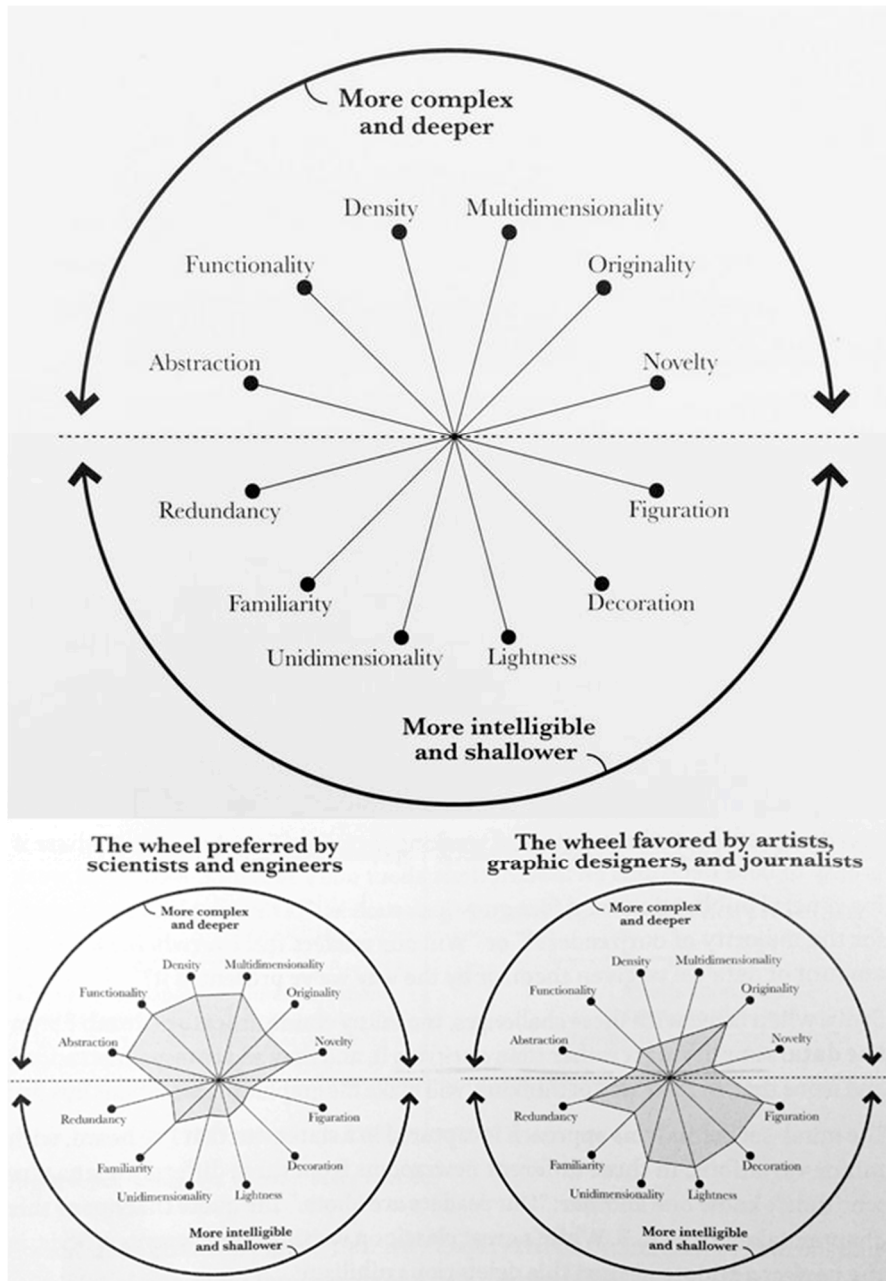 More complex
and deeper
Density
Multidimensionality
Functionality
Originality
Abstraction
Novelty
Redundancy
Figuration
Familiarity
Decoration
Unidimensionality
Lightness
More intelligible
and shallower
The wheel preferred by
scientists and engineers
More complex
and deeper
Density
Multidimensionality
Functionality
Originality
Abstraction
Novelty
Redundancy
Figuration
Familiarity
Decoration
Unidimensionality
Lightness
More intelligible
and shallower
The wheel favored by artists,
graphic designers, and journalists
More complex
and deeper
Density
Multidimensionality
Functionality
Originality
Abstraction
Novelty
Redundancy
Figuration
Familiarity
Decoration
Unidimensionality
Lightness
More intelligible
and shallower